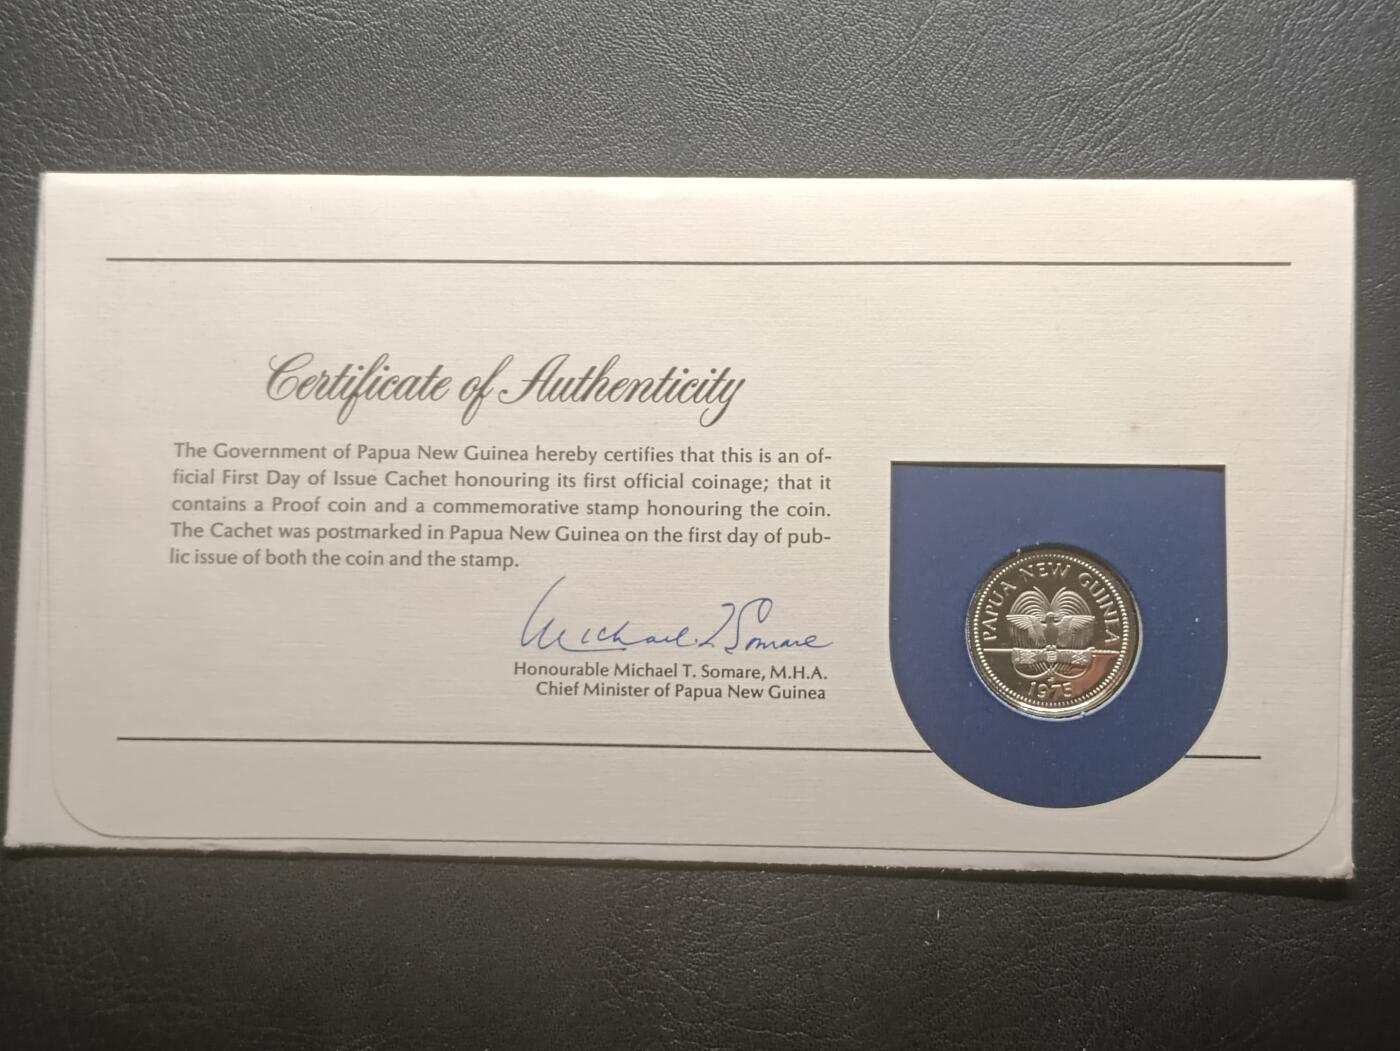 Certificate of Authenticity
The Government of Papua New Guinea hereby certifies that this is an of-
ficial First Day of Issue Cachet honouring its first official coinage; that it
contains a Proof coin and a commemorative stamp honouring the coin.
The Cachet was postmarked in Papua New Guinea on the first day of pub-
lic issue of both the coin and the stamp.
Michael T Somare
Honourable Michael T. Somare, M.H.A.
Chief Minister of Papua New Guinea
PAPUA NEW GUINEA
1975